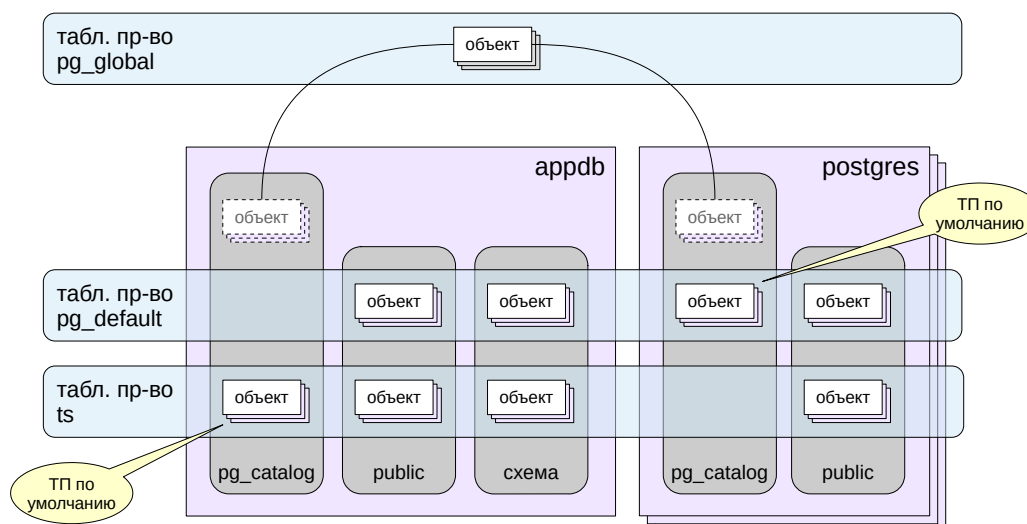 табл. пр-во
pg_global
объект
appdb
postgres
объект
объект
ТП по
умолчанию
табл. пр-во
pg_default
объект
объект
объект
объект
табл. пр-во
ts
объект
объект
объект
объект
pg_catalog
public
схема
pg_catalog
public
ТП по
умолчанию